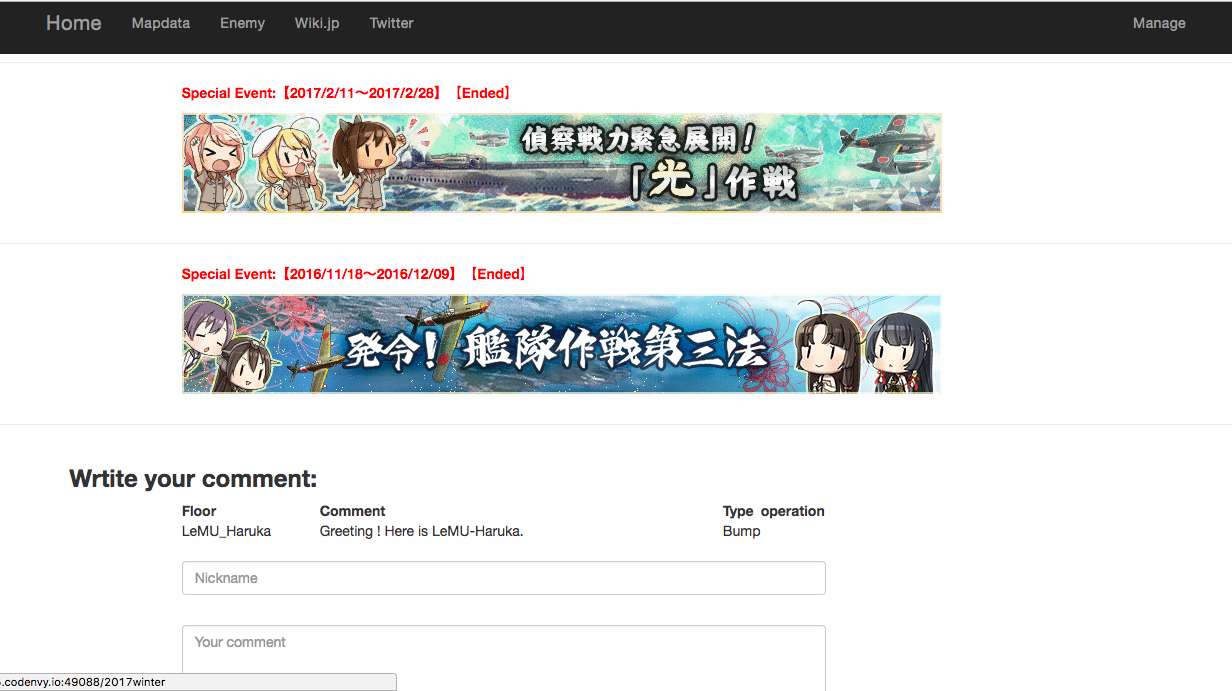 Home Mapdata Enemy Wiki.jp Twitter Manage
Special Event:【2017/2/11～2017/2/28】 【Ended】
偵察戦力緊急展開！
「光」作戦
Special Event:【2016/11/18～2016/12/09】 【Ended】
発令！艦隊作戦第三法
Wrtite your comment:
Floor Comment Type operation
LeMU_Haruka Greeting ! Here is LeMU-Haruka. Bump
Nickname
Your comment
.codenvy.io:49088/2017winter